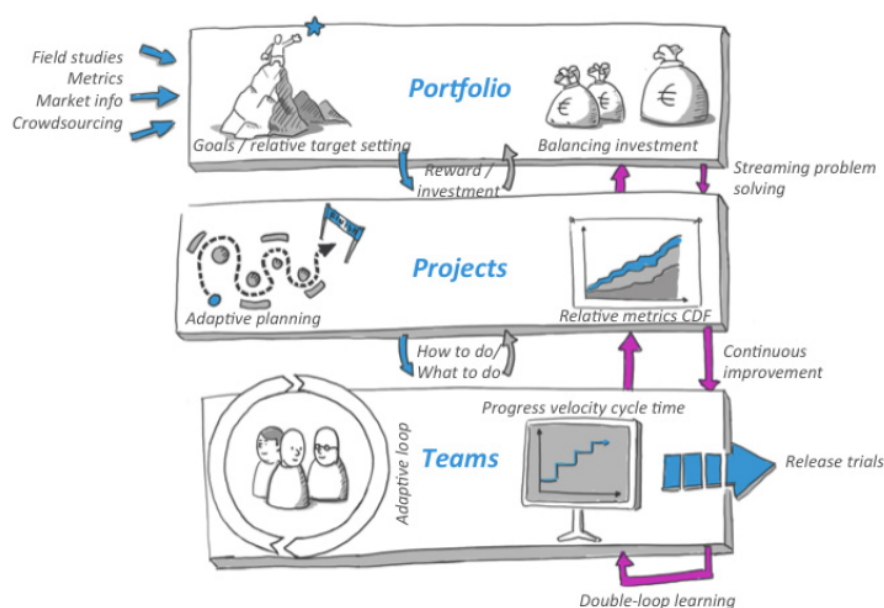 Field studies
Metrics
Market info
Crowdsourcing
Portfolio
€
€
€
Goals / relative target setting
Balancing investment
Reward /
investment
Streaming problem
solving
Projects
Adaptive planning
Relative metrics CDF
How to do/
What to do
Continuous
improvement
Progress velocity cycle time
Adaptive loop
Teams
Release trials
Double-loop learning